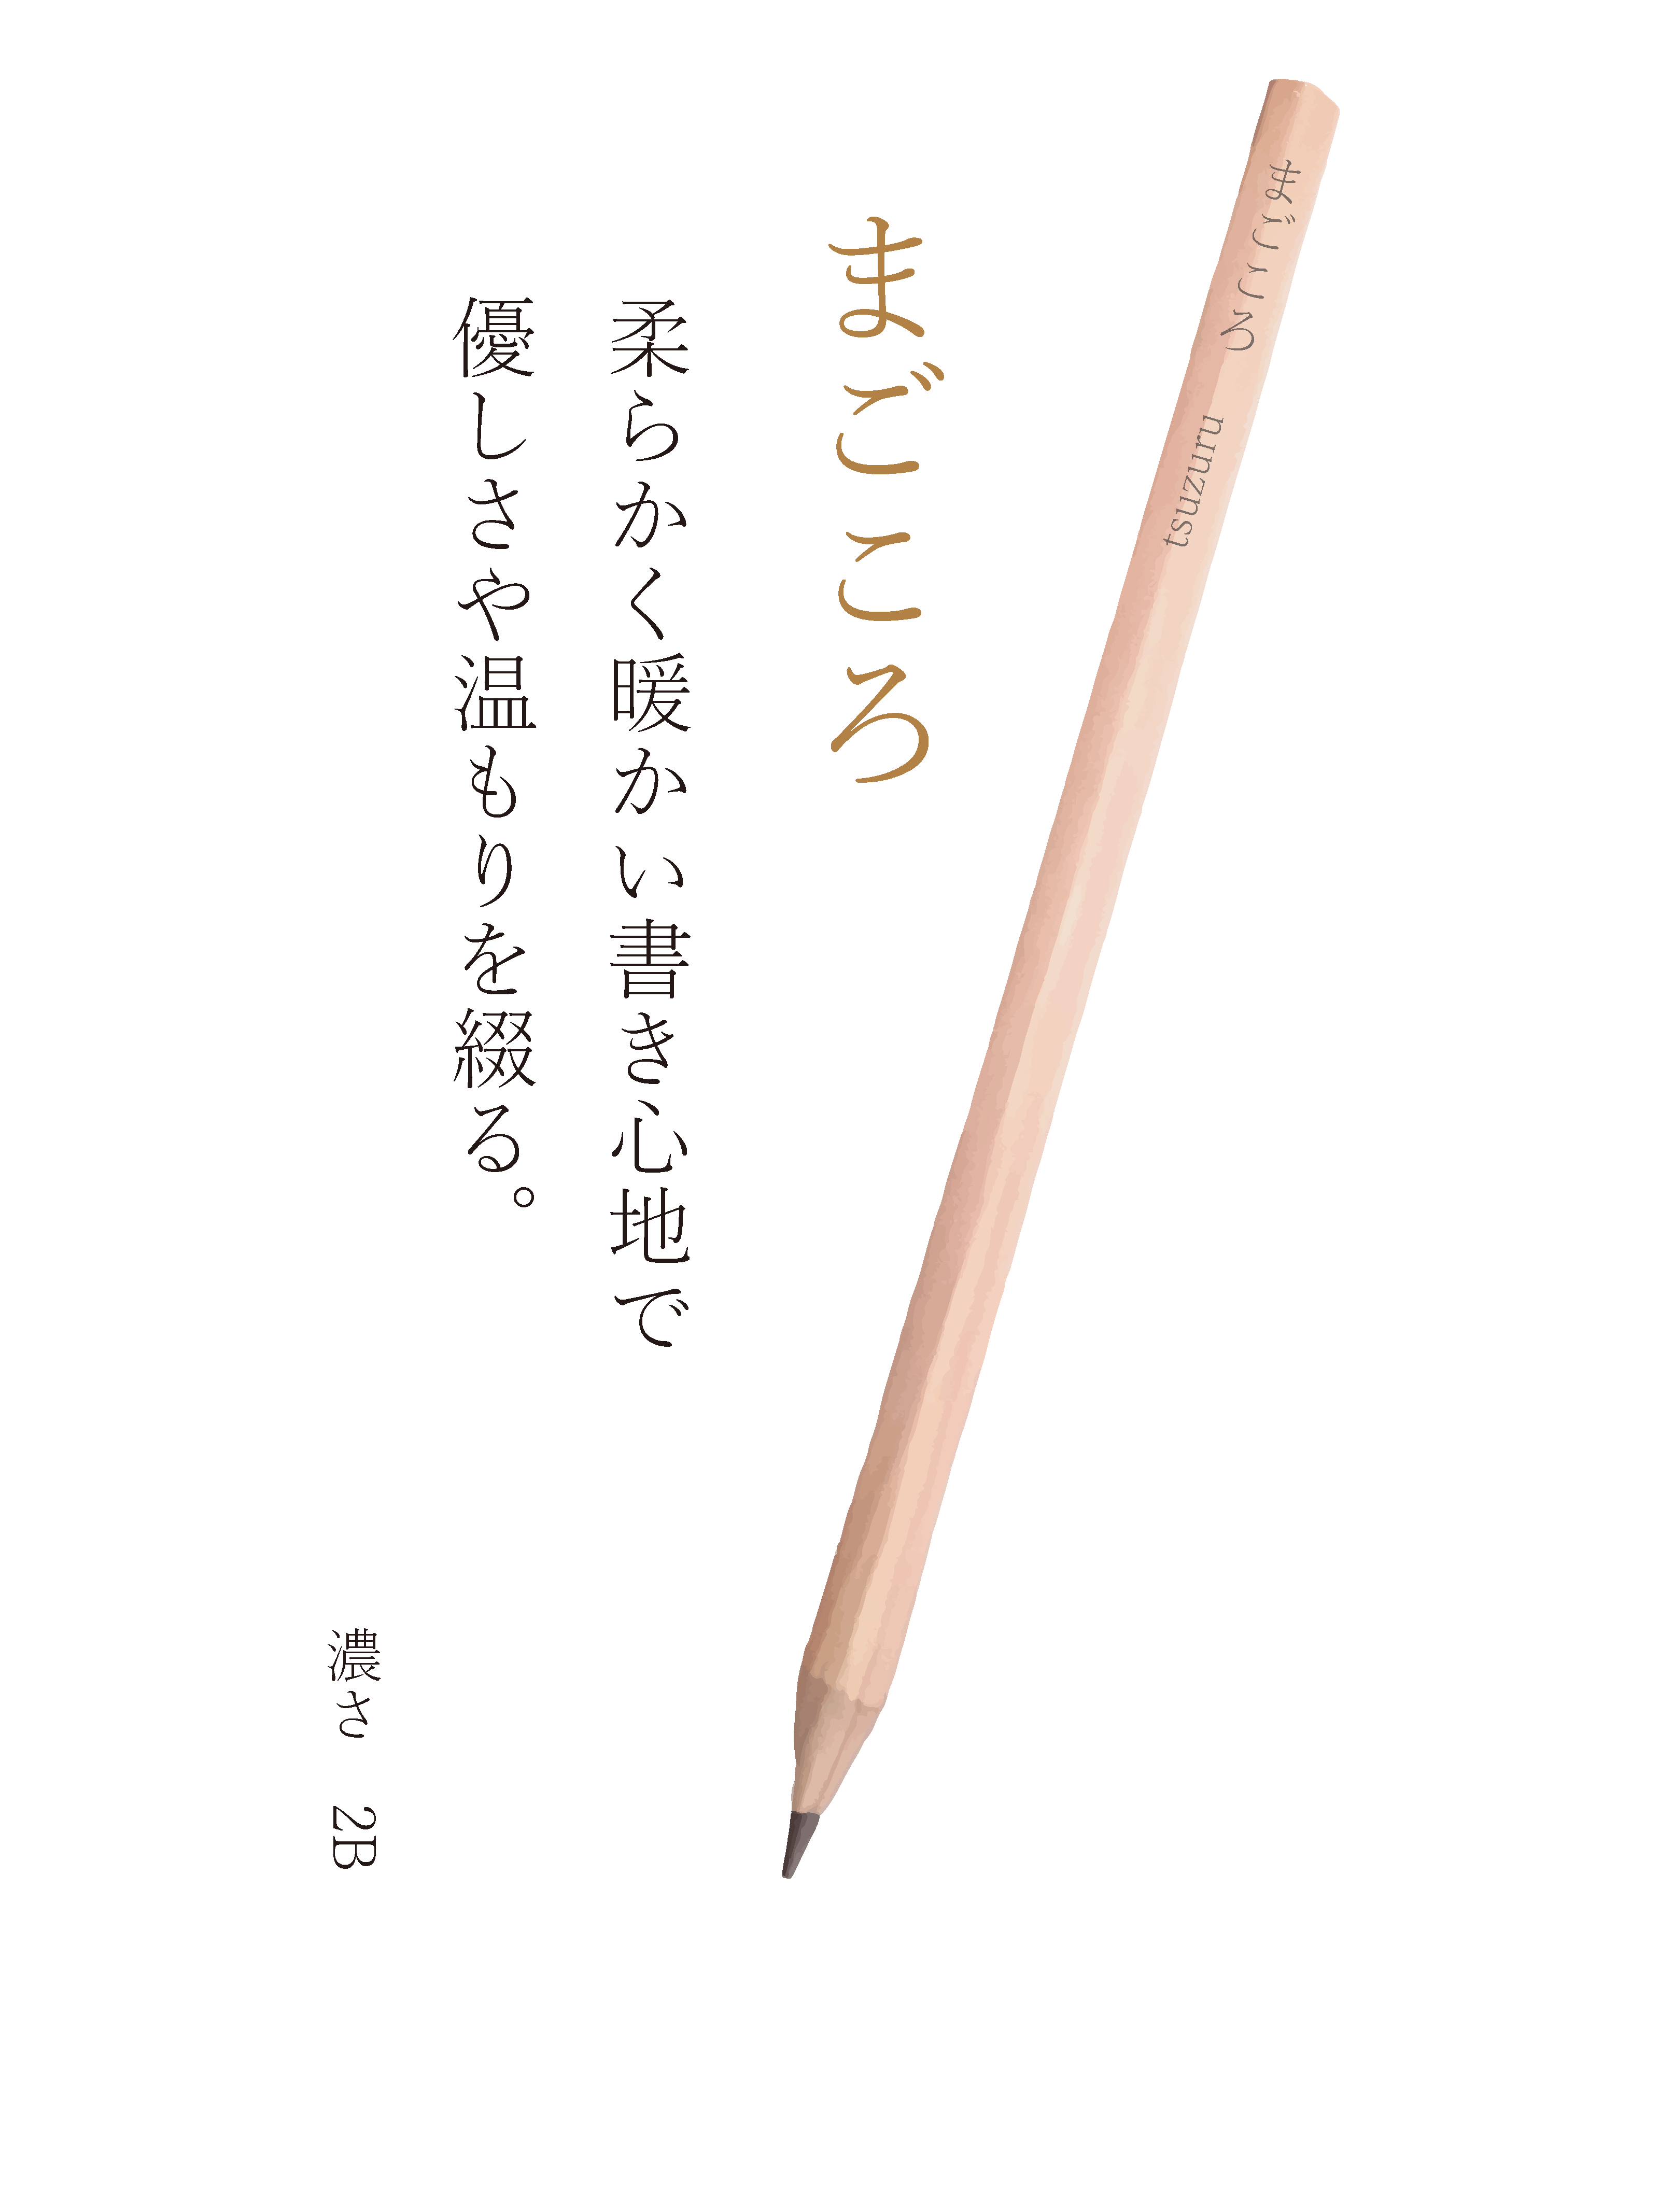 まごころ
tsuzuru
まごころ
柔らかく暖かい書き心地で
優しさや温もりを綴る。
濃さ 2B